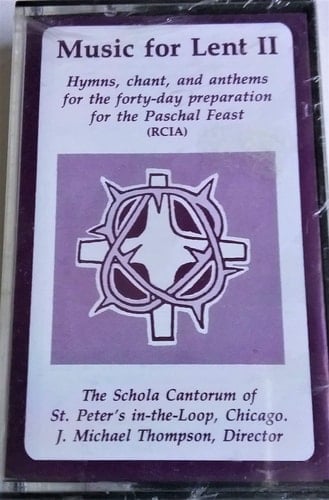 Music for Lent II
Hymns, chant, and anthems
for the forty-day preparation
for the Paschal Feast
(RCIA)
The Schola Cantorum of
St. Peter's in-the-Loop, Chicago.
J. Michael Thompson, Director